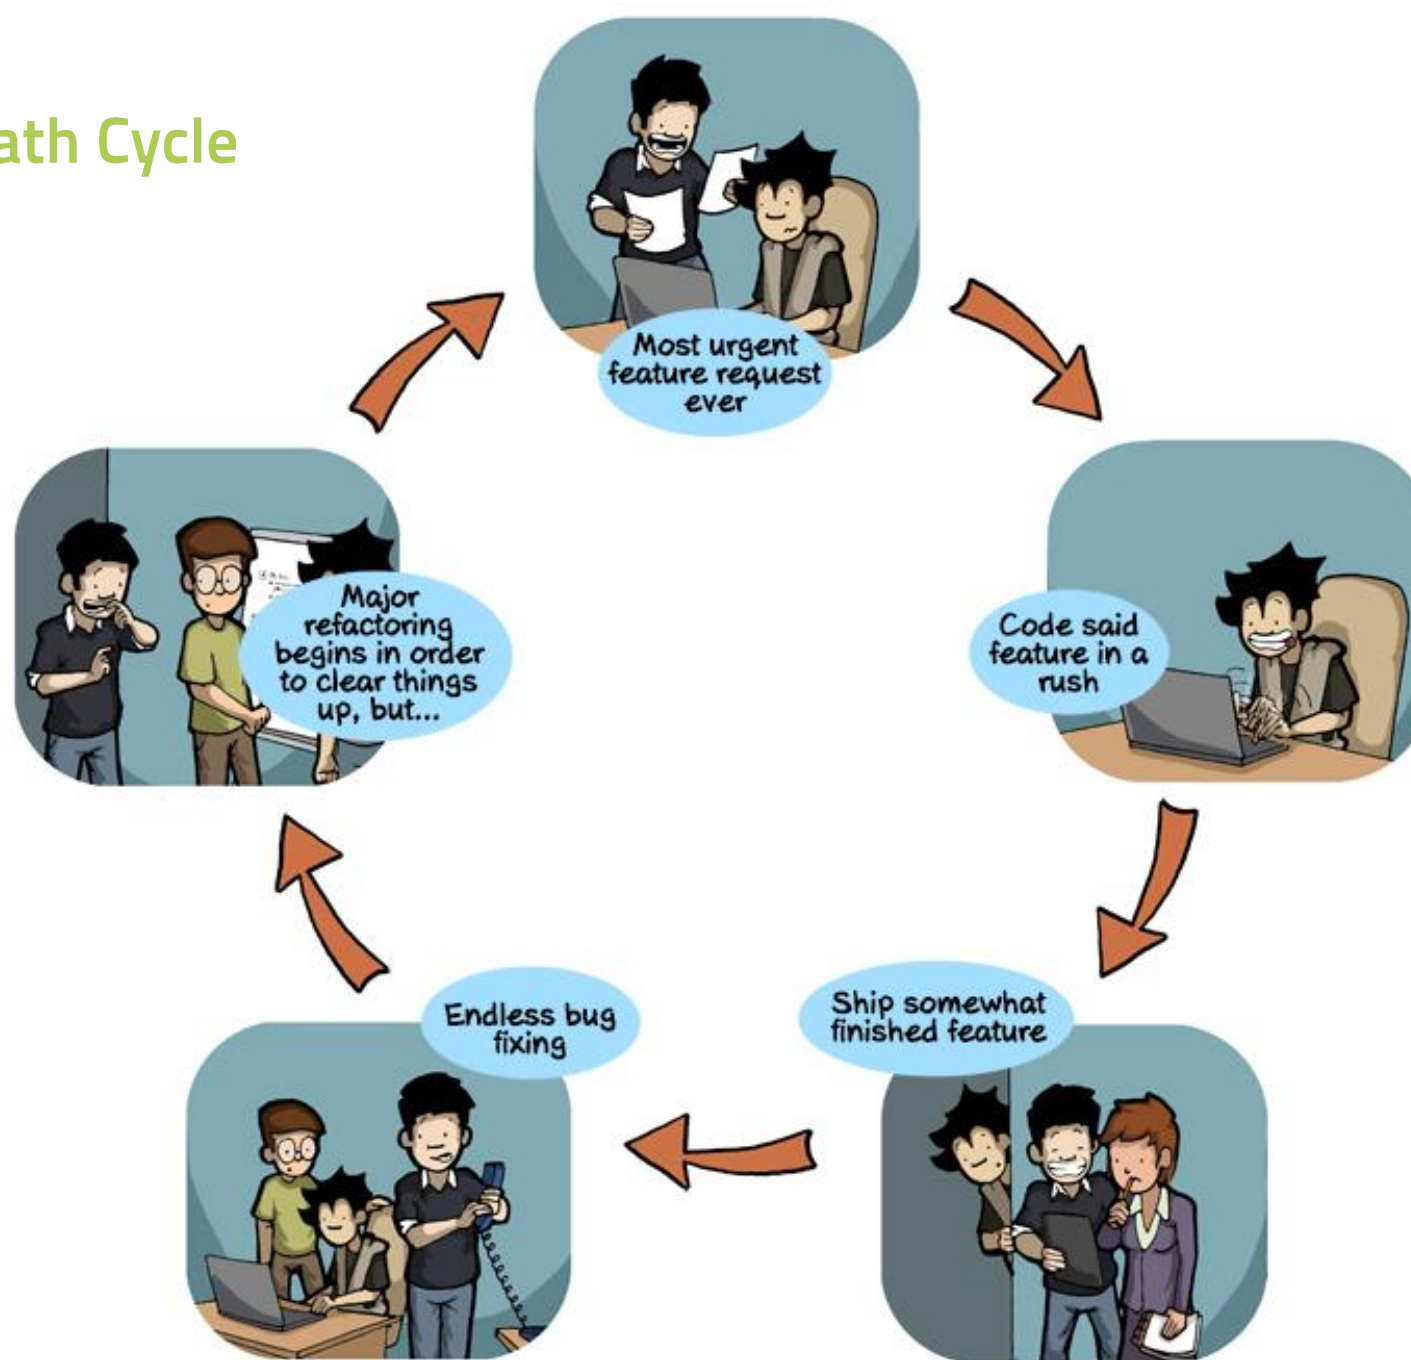 ath Cycle
Most urgent
feature request
ever
Code said
feature in a
rush
Ship somewhat
finished feature
Endless bug
fixing
Major
refactoring
begins in order
to clear things
up, but...